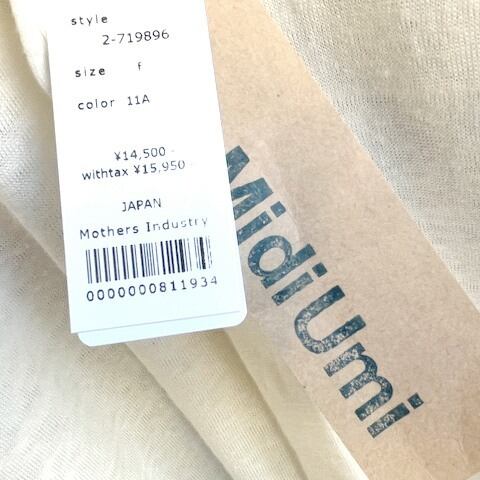 style
2-719896
size f
color 11A
¥14,500-
withtax ¥15,950-
JAPAN
Mothers Industry
0000000811934
MidiUmi